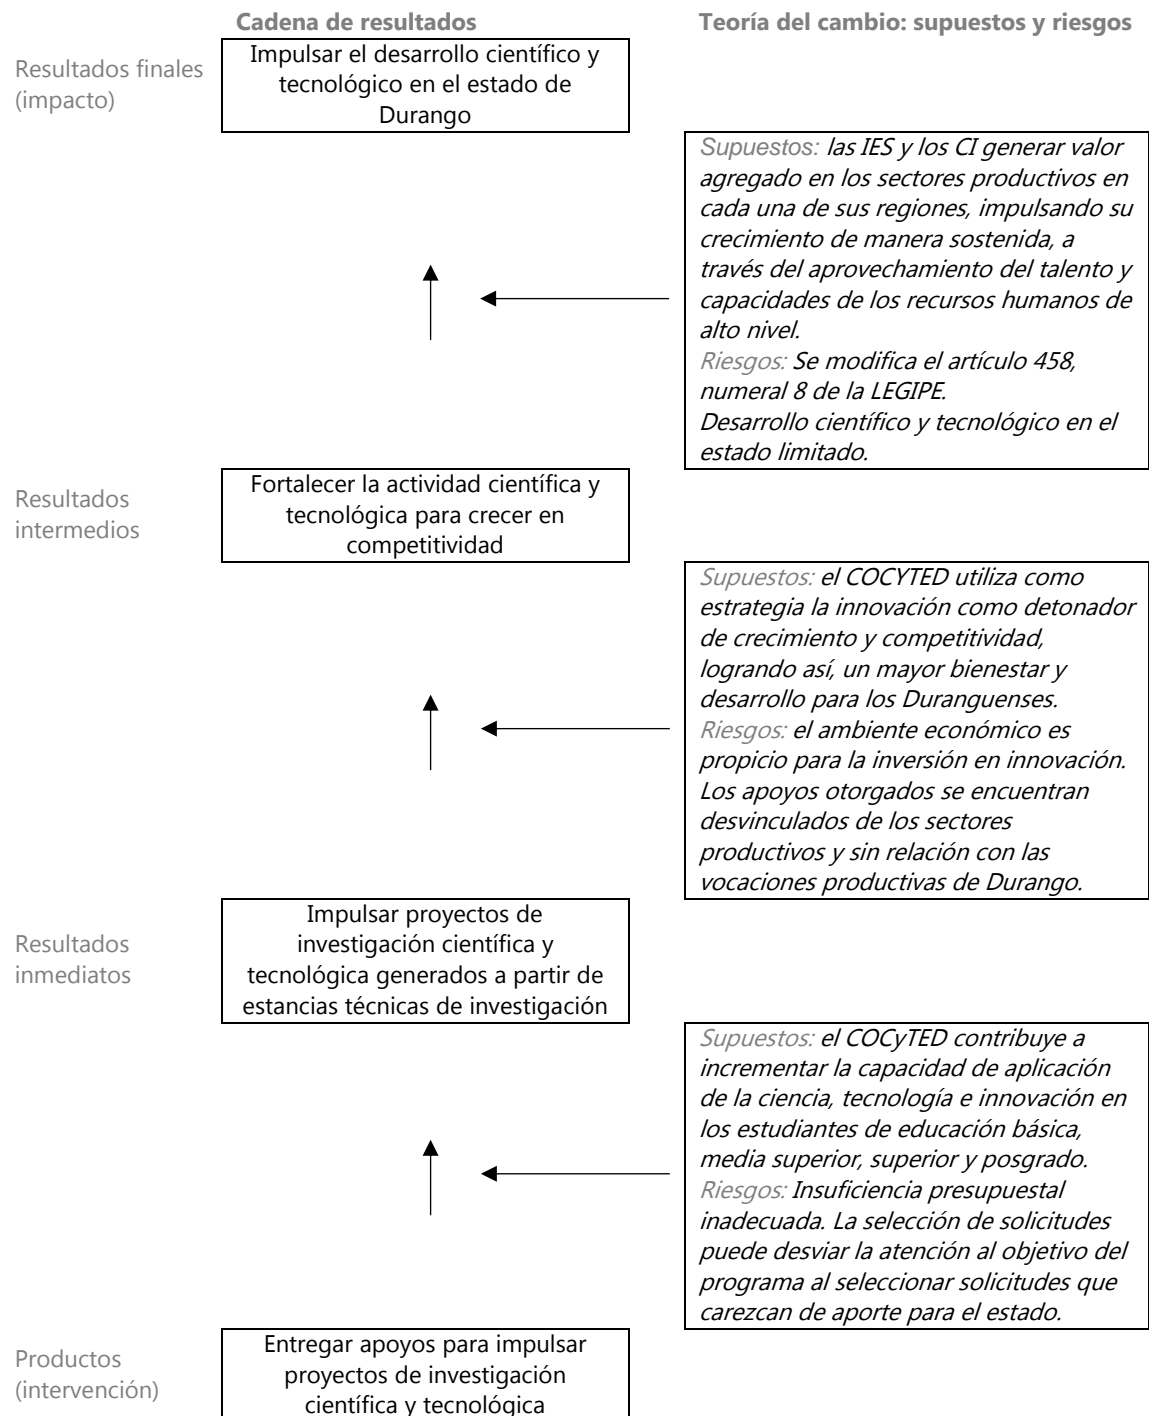 Cadena de resultados
Teoría del cambio: supuestos y riesgos
Resultados finales
(impacto)
Impulsar el desarrollo científico y
tecnológico en el estado de
Durango
Supuestos: las IES y los CI generar valor
agregado en los sectores productivos en
cada una de sus regiones, impulsando su
crecimiento de manera sostenida, a
través del aprovechamiento del talento y
capacidades de los recursos humanos de
alto nivel.
Riesgos: Se modifica el artículo 458,
numeral 8 de la LEGIPE.
Desarrollo científico y tecnológico en el
estado limitado.
Resultados
intermedios
Fortalecer la actividad científica y
tecnológica para crecer en
competitividad
Supuestos: el COCYTED utiliza como
estrategia la innovación como detonador
de crecimiento y competitividad,
logrando así, un mayor bienestar y
desarrollo para los Duranguenses.
Riesgos: el ambiente económico es
propicio para la inversión en innovación.
Los apoyos otorgados se encuentran
desvinculados de los sectores
productivos y sin relación con las
vocaciones productivas de Durango.
Resultados
inmediatos
Impulsar proyectos de
investigación científica y
tecnológica generados a partir de
estancias técnicas de investigación
Supuestos: el COCyTED contribuye a
incrementar la capacidad de aplicación
de la ciencia, tecnología e innovación en
los estudiantes de educación básica,
media superior, superior y posgrado.
Riesgos: Insuficiencia presupuestal
inadecuada. La selección de solicitudes
puede desviar la atención al objetivo del
programa al seleccionar solicitudes que
carezcan de aporte para el estado.
Productos
(intervención)
Entregar apoyos para impulsar
proyectos de investigación
científica y tecnológica